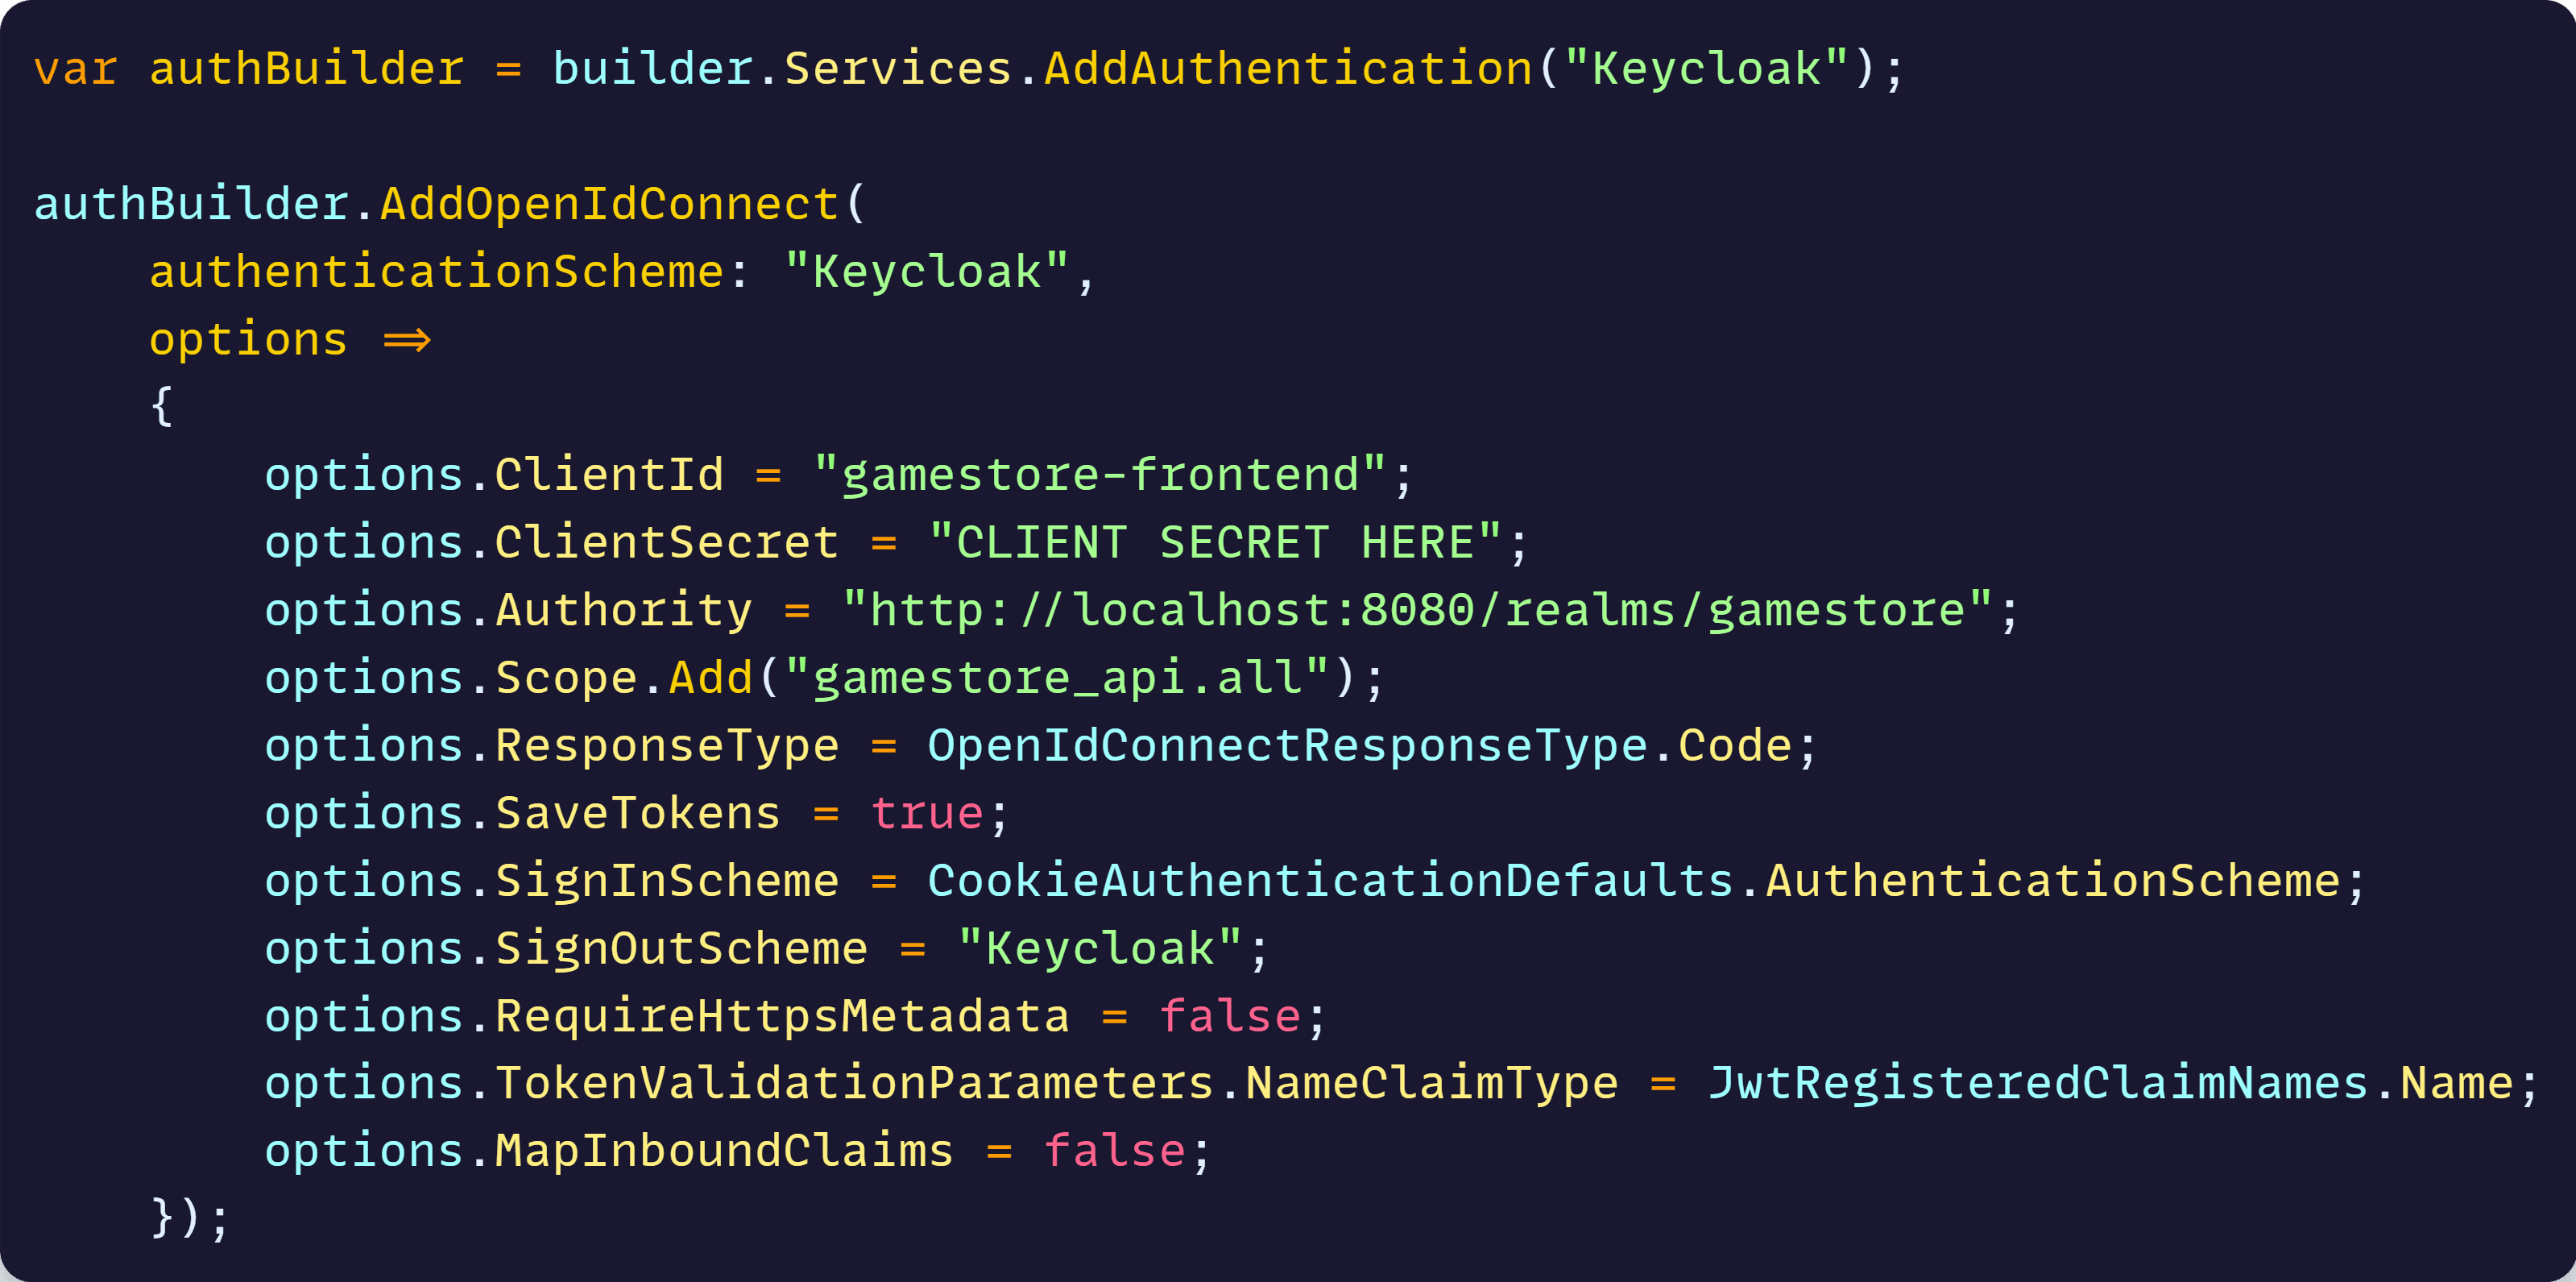 var authBuilder = builder.Services.AddAuthentication("Keycloak");

authBuilder.AddOpenIdConnect(
    authenticationScheme: "Keycloak",
    options =>
    {
        options.ClientId = "gamestore-frontend";
        options.ClientSecret = "CLIENT SECRET HERE";
        options.Authority = "http://localhost:8080/realms/gamestore";
        options.Scope.Add("gamestore_api.all");
        options.ResponseType = OpenIdConnectResponseType.Code;
        options.SaveTokens = true;
        options.SignInScheme = CookieAuthenticationDefaults.AuthenticationScheme;
        options.SignOutScheme = "Keycloak";
        options.RequireHttpsMetadata = false;
        options.TokenValidationParameters.NameClaimType = JwtRegisteredClaimNames.Name;
        options.MapInboundClaims = false;
    });